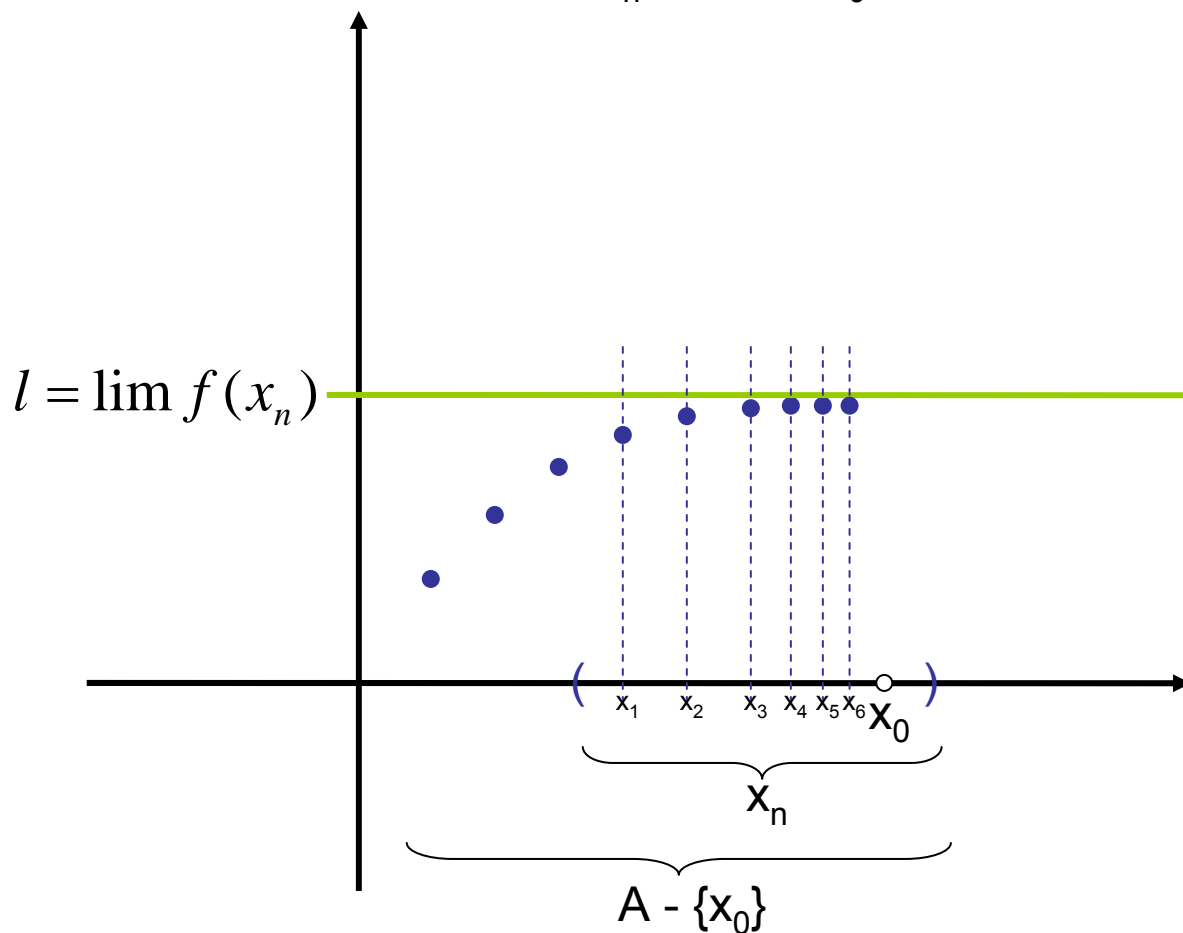 l = lim f(xₙ)
x₁ x₂ x₃ x₄ x₅ x₆ x₀
xₙ
A - {x₀}